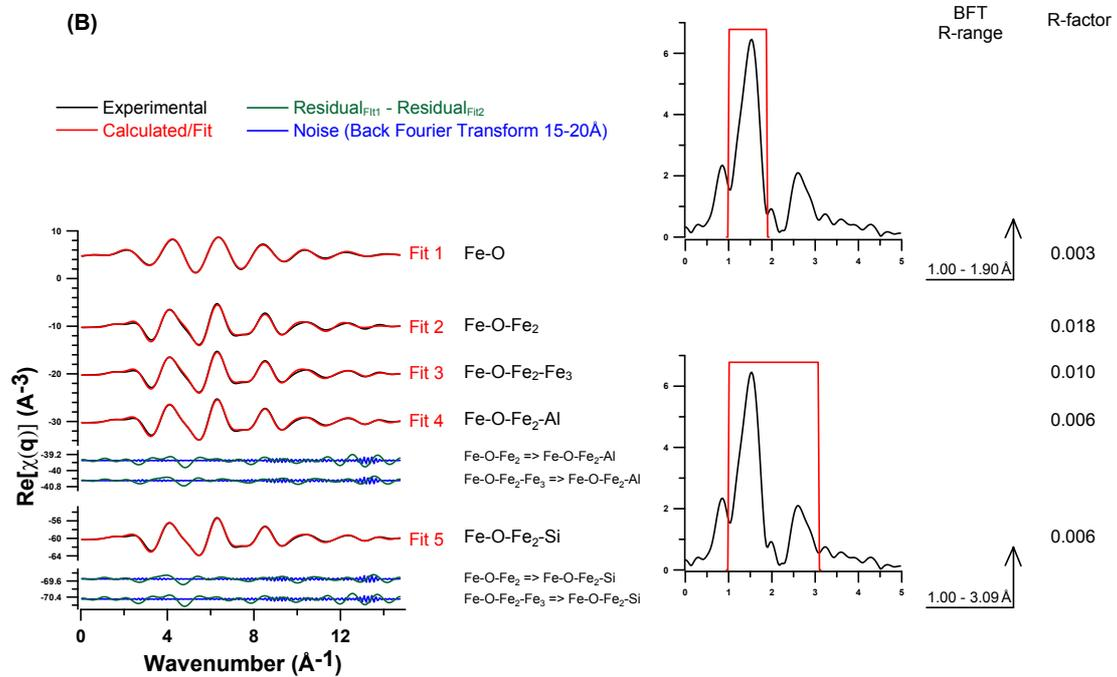 (B)
BFT
R-range
R-factor
Experimental
Calculated/Fit
Residual_Fit1 - Residual_Fit2
Noise (Back Fourier Transform 15-20Å)
6
4
2
0
0 1 2 3 4 5
1.00 - 1.90 Å
10
0
-10
-20
-30
-39.2
-40
-40.8
-56
-60
-64
-69.6
-70.4
Re[χ(q)] (A-3)
Fit 1 Fe-O 0.003
Fit 2 Fe-O-Fe2 0.018
Fit 3 Fe-O-Fe2-Fe3 0.010
Fit 4 Fe-O-Fe2-Al 0.006
Fe-O-Fe2 => Fe-O-Fe2-Al
Fe-O-Fe2-Fe3 => Fe-O-Fe2-Al
Fit 5 Fe-O-Fe2-Si 0.006
Fe-O-Fe2 => Fe-O-Fe2-Si
Fe-O-Fe2-Fe3 => Fe-O-Fe2-Si
6
4
2
0
0 1 2 3 4 5
1.00 - 3.09 Å
0 4 8 12
Wavenumber (Å-1)